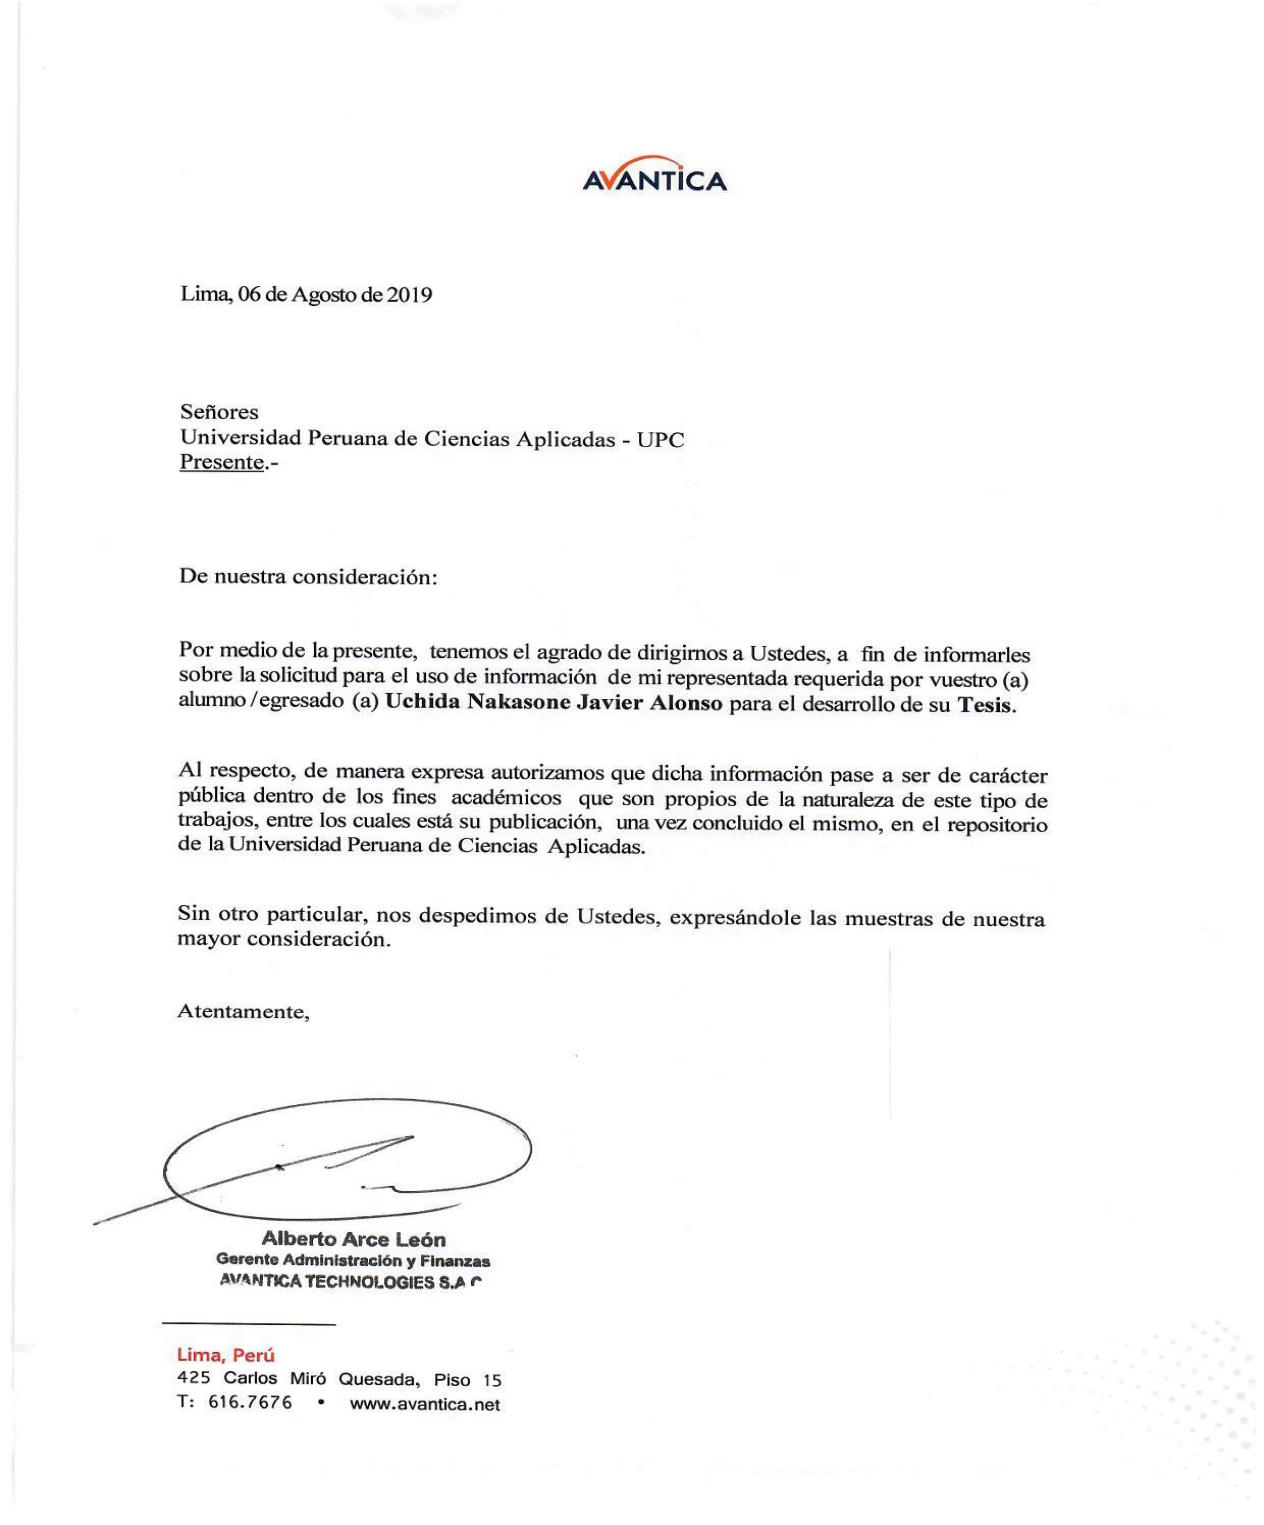 AVANTICA
Lima, 06 de Agosto de 2019
Señores
Universidad Peruana de Ciencias Aplicadas - UPC
Presente.-
De nuestra consideración:
Por medio de la presente, tenemos el agrado de dirigirnos a Ustedes, a fin de informarles
sobre la solicitud para el uso de información de mi representada requerida por vuestro (a)
alumno /egresado (a) Uchida Nakasone Javier Alonso para el desarrollo de su Tesis.
Al respecto, de manera expresa autorizamos que dicha información pase a ser de carácter
pública dentro de los fines académicos que son propios de la naturaleza de este tipo de
trabajos, entre los cuales está su publicación, una vez concluido el mismo, en el repositorio
de la Universidad Peruana de Ciencias Aplicadas.
Sin otro particular, nos despedimos de Ustedes, expresándole las muestras de nuestra
mayor consideración.
Atentamente,
Alberto Arce León
Gerente Administración y Finanzas
AVANTICA TECHNOLOGIES S.A C
Lima, Perú
425 Carlos Miró Quesada, Piso 15
T: 616.7676 • www.avantica.net